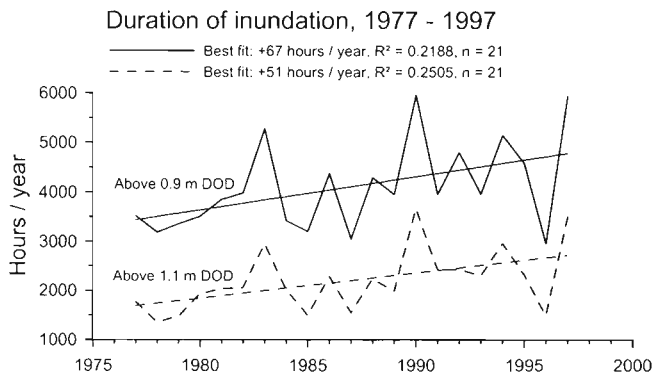 Duration of inundation, 1977 - 1997
Best fit: +67 hours / year, R² = 0.2188, n = 21
Best fit: +51 hours / year, R² = 0.2505, n = 21
Hours / year
6000
5000
4000
3000
2000
1000
Above 0.9 m DOD
Above 1.1 m DOD
1975
1980
1985
1990
1995
2000